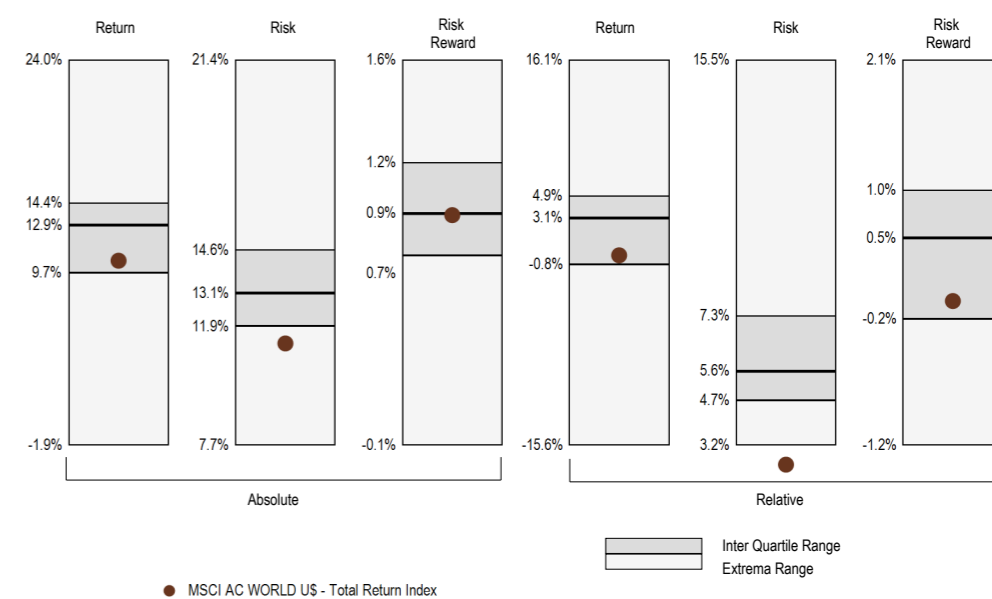 Return
Risk
Risk
Reward
Return
Risk
Risk
Reward
24.0%
14.4%
12.9%
9.7%
-1.9%
21.4%
14.6%
13.1%
11.9%
7.7%
1.6%
1.2%
0.9%
0.7%
-0.1%
16.1%
4.9%
3.1%
-0.8%
-15.6%
15.5%
7.3%
5.6%
4.7%
3.2%
2.1%
1.0%
0.5%
-0.2%
-1.2%
Absolute
Relative
Inter Quartile Range
Extrema Range
MSCI AC WORLD U$ - Total Return Index